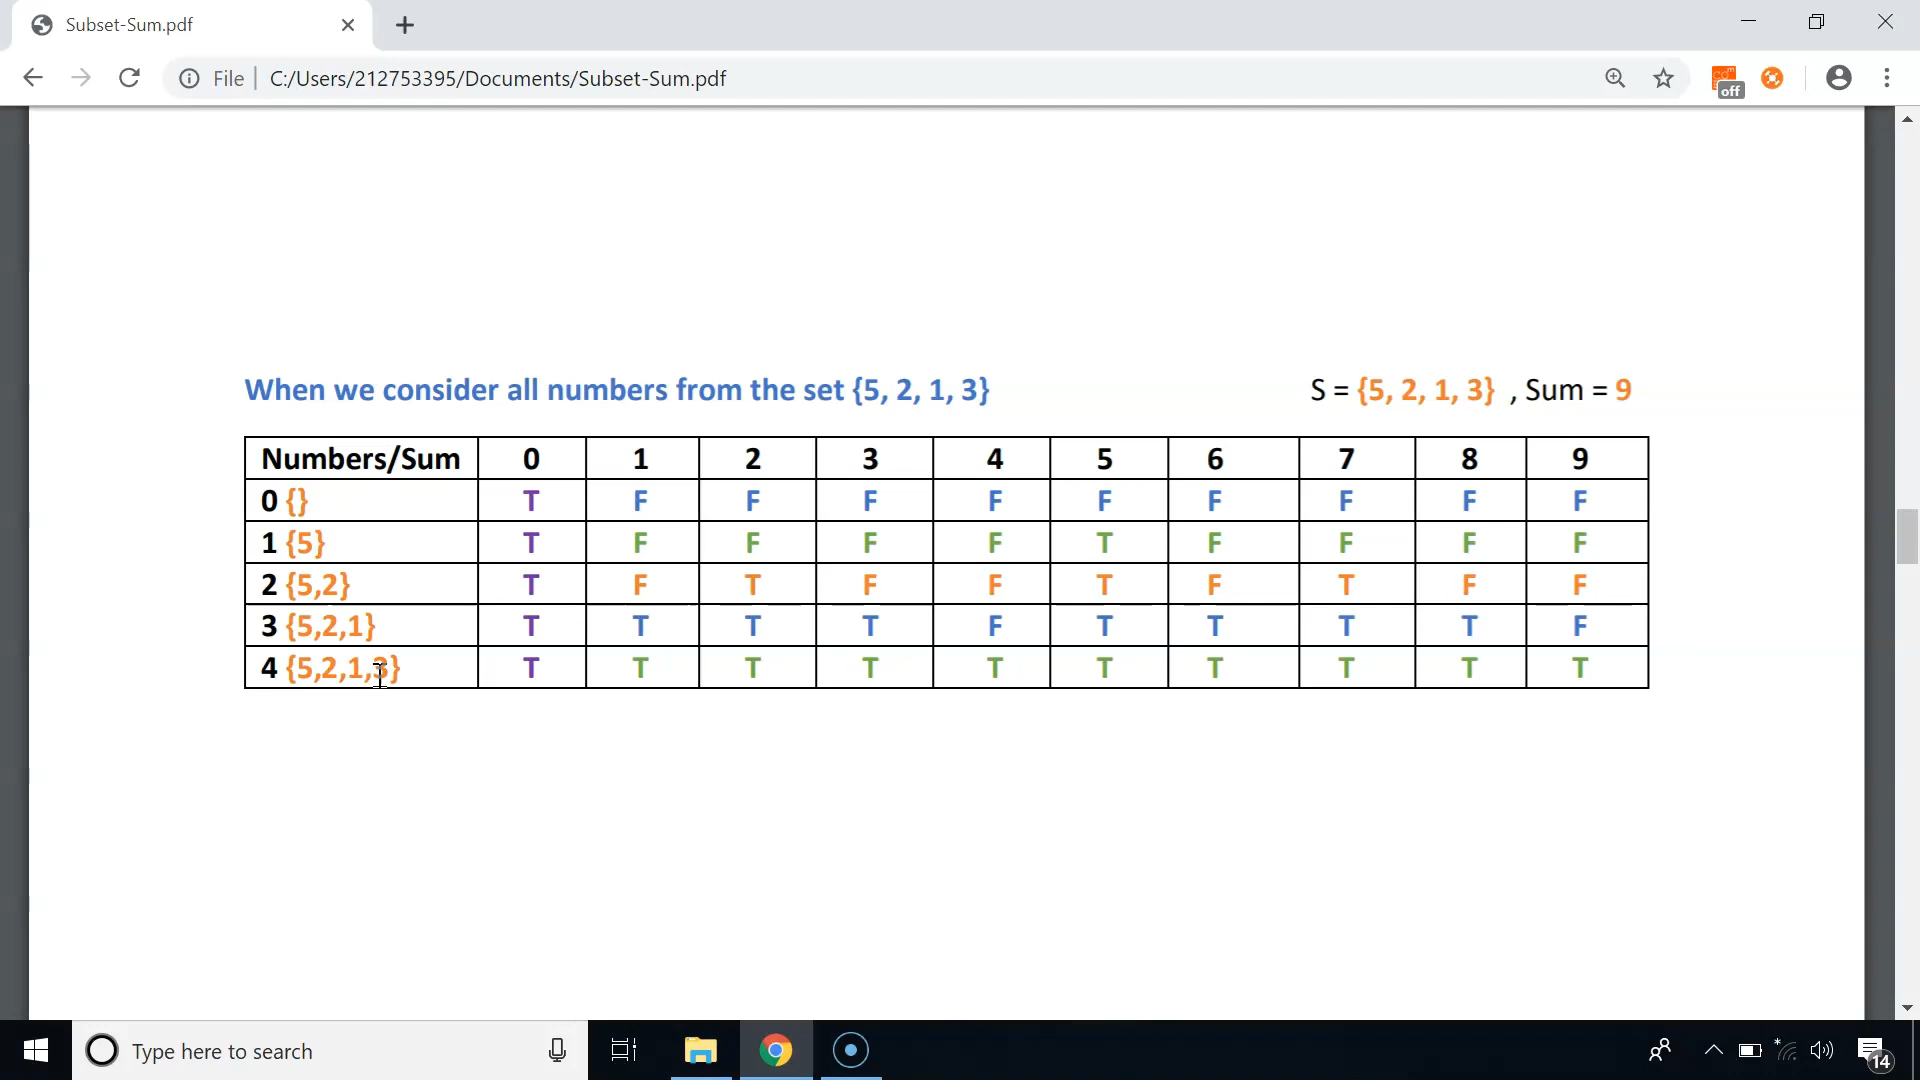 Subset-Sum.pdf
File C:/Users/212753395/Documents/Subset-Sum.pdf
off
When we consider all numbers from the set {5, 2, 1, 3} S = {5, 2, 1, 3} , Sum = 9
Numbers/Sum 0 1 2 3 4 5 6 7 8 9
0 {} T F F F F F F F F F
1 {5} T F F F F T F F F F
2 {5,2} T F T F F T F T F F
3 {5,2,1} T T T T F T T T T F
4 {5,2,1,3} T T T T T T T T T T
Type here to search
14